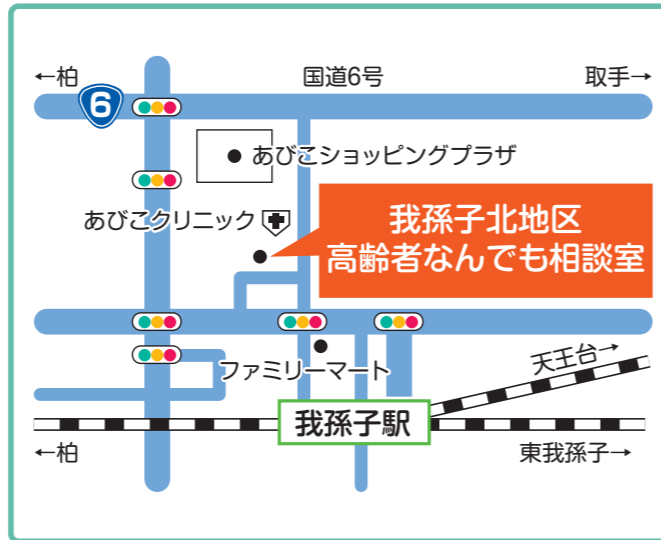 ←柏
国道6号
取手→
6
あびこショッピングプラザ
あびこクリニック
我孫子北地区
高齢者なんでも相談室
ファミリーマート
天王台→
我孫子駅
←柏
東我孫子→